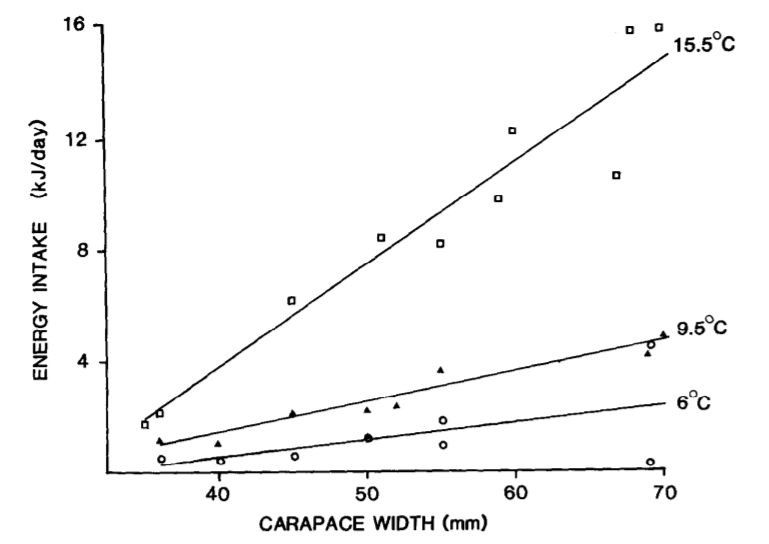 16
12
8
4
ENERGY INTAKE (kJ/day)
15.5°C
9.5°C
6°C
40 50 60 70
CARAPACE WIDTH (mm)